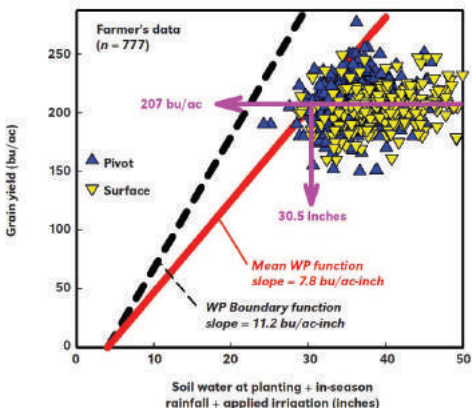 Farmer's data
(n = 777)
250
200
150
100
50
0
Grain yield (bu/ac)
207 bu/ac
Pivot
Surface
30.5 inches
Mean WP function
slope = 7.8 bu/ac-inch
WP Boundary function
slope = 11.2 bu/ac-inch
0 10 20 30 40 50
Soil water at planting + in-season
rainfall + applied irrigation (inches)